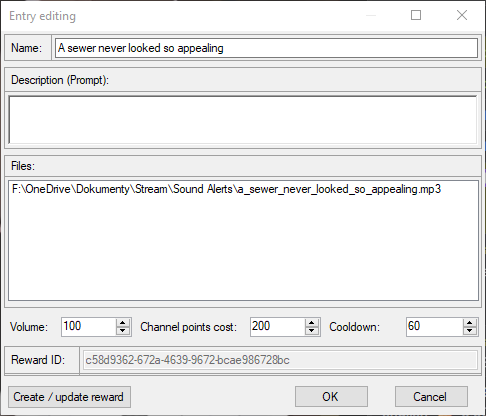 Entry editing
Name: A sewer never looked so appealing
Description (Prompt):
Files:
F:\OneDrive\Dokumenty\Stream\Sound Alerts\a_sewer_never_looked_so_appealing.mp3
Volume: 100 Channel points cost: 200 Cooldown: 60
Reward ID: c58d9362-672a-4639-9672-bcae986728bc
Create / update reward OK Cancel